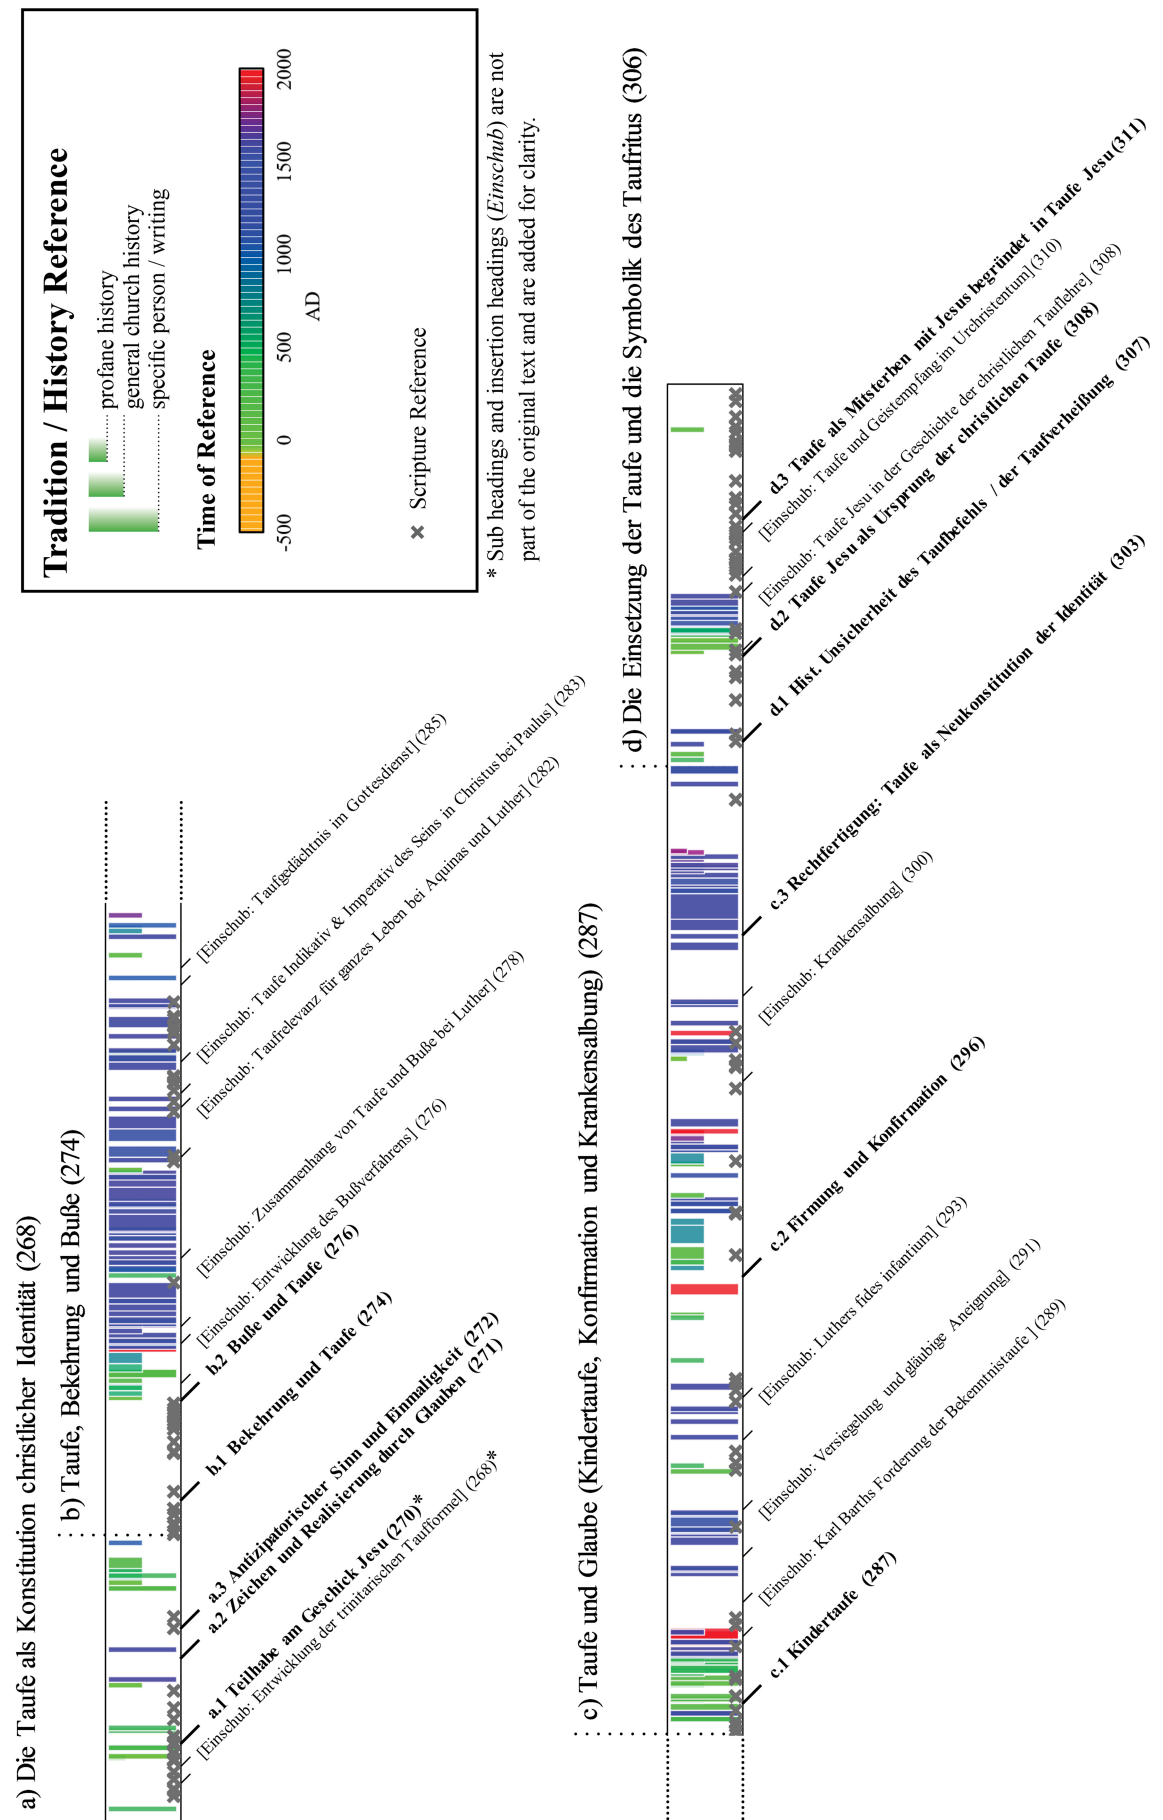 a) Die Taufe als Konstitution christlicher Identität (268)
b) Taufe, Bekehrung und Buße (274)
[Einschub: Entwicklung der trinitarischen Taufformel] (268)*
a.1 Teilhabe am Geschick Jesu (270)*
a.2 Zeichen und Realisierung durch Glauben (271)
a.3 Antizipatorischer Sinn und Einmaligkeit (272)
b.1 Bekehrung und Taufe (274)
b.2 Buße und Taufe (276)
[Einschub: Entwicklung des Bußverfahrens] (276)
[Einschub: Zusammenhang von Taufe und Buße bei Luther] (278)
[Einschub: Taufrelevanz für ganzes Leben bei Aquinas und Luther] (282)
[Einschub: Taufe Indikativ & Imperativ des Seins in Christus bei Paulus] (283)
[Einschub: Taufgedächtnis im Gottesdienst] (285)
Tradition / History Reference
profane history
general church history
specific person / writing
Time of Reference
-500
0
500
1000
1500
2000
AD
Scripture Reference
* Sub headings and insertion headings (Einschub) are not
part of the original text and are added for clarity.
c) Taufe und Glaube (Kindertaufe, Konfirmation und Krankensalbung) (287)
d) Die Einsetzung der Taufe und die Symbolik des Taufritus (306)
c.1 Kindertaufe (287)
[Einschub: Karl Barths Forderung der Bekenntnistaufe ] (289)
[Einschub: Versiegelung und gläubige Aneignung] (291)
[Einschub: Luthers fides infantium] (293)
c.2 Firmung und Konfirmation (296)
[Einschub: Krankensalbung] (300)
c.3 Rechtfertigung: Taufe als Neukonstitution der Identität (303)
d.1 Hist. Unsicherheit des Taufbefehls / der Taufverheißung (307)
d.2 Taufe Jesu als Ursprung der christlichen Taufe (308)
[Einschub: Taufe Jesu in der Geschichte der christlichen Tauflehre] (308)
[Einschub: Taufe und Geistempfang im Urchristentum] (310)
d.3 Taufe als Mitsterben mit Jesus begründet in Taufe Jesu (311)